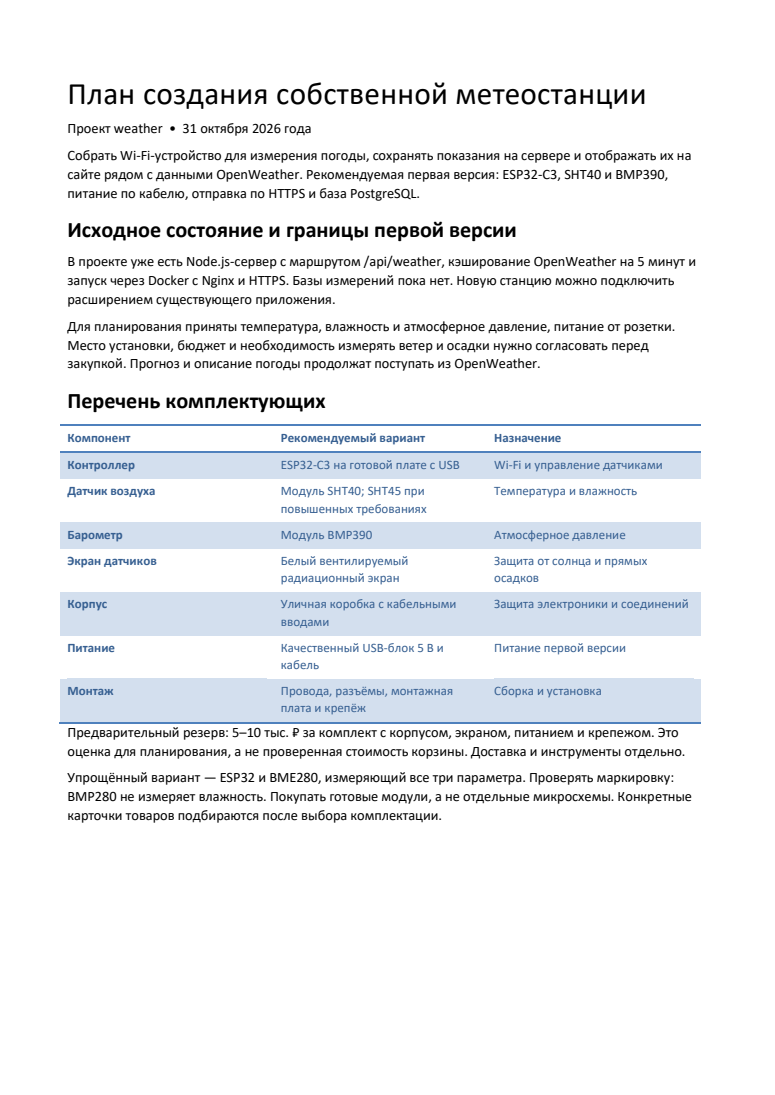 План создания собственной метеостанции
Проект weather • 31 октября 2026 года
Собрать Wi-Fi-устройство для измерения погоды, сохранять показания на сервере и отображать их на
сайте рядом с данными OpenWeather. Рекомендуемая первая версия: ESP32-C3, SHT40 и BMP390,
питание по кабелю, отправка по HTTPS и база PostgreSQL.
Исходное состояние и границы первой версии
В проекте уже есть Node.js-сервер с маршрутом /api/weather, кэширование OpenWeather на 5 минут и
запуск через Docker с Nginx и HTTPS. Базы измерений пока нет. Новую станцию можно подключить
расширением существующего приложения.
Для планирования приняты температура, влажность и атмосферное давление, питание от розетки.
Место установки, бюджет и необходимость измерять ветер и осадки нужно согласовать перед
закупкой. Прогноз и описание погоды продолжат поступать из OpenWeather.
Перечень комплектующих
Компонент Рекомендуемый вариант Назначение
Контроллер ESP32-C3 на готовой плате с USB Wi-Fi и управление датчиками
Датчик воздуха Модуль SHT40; SHT45 при Температура и влажность
повышенных требованиях
Барометр Модуль BMP390 Атмосферное давление
Экран датчиков Белый вентилируемый Защита от солнца и прямых
радиационный экран осадков
Корпус Уличная коробка с кабельными Защита электроники и соединений
вводами
Питание Качественный USB-блок 5 В и Питание первой версии
кабель
Монтаж Провода, разъёмы, монтажная Сборка и установка
плата и крепёж
Предварительный резерв: 5–10 тыс. ₽ за комплект с корпусом, экраном, питанием и крепежом. Это
оценка для планирования, а не проверенная стоимость корзины. Доставка и инструменты отдельно.
Упрощённый вариант — ESP32 и BME280, измеряющий все три параметра. Проверять маркировку:
BMP280 не измеряет влажность. Покупать готовые модули, а не отдельные микросхемы. Конкретные
карточки товаров подбираются после выбора комплектации.